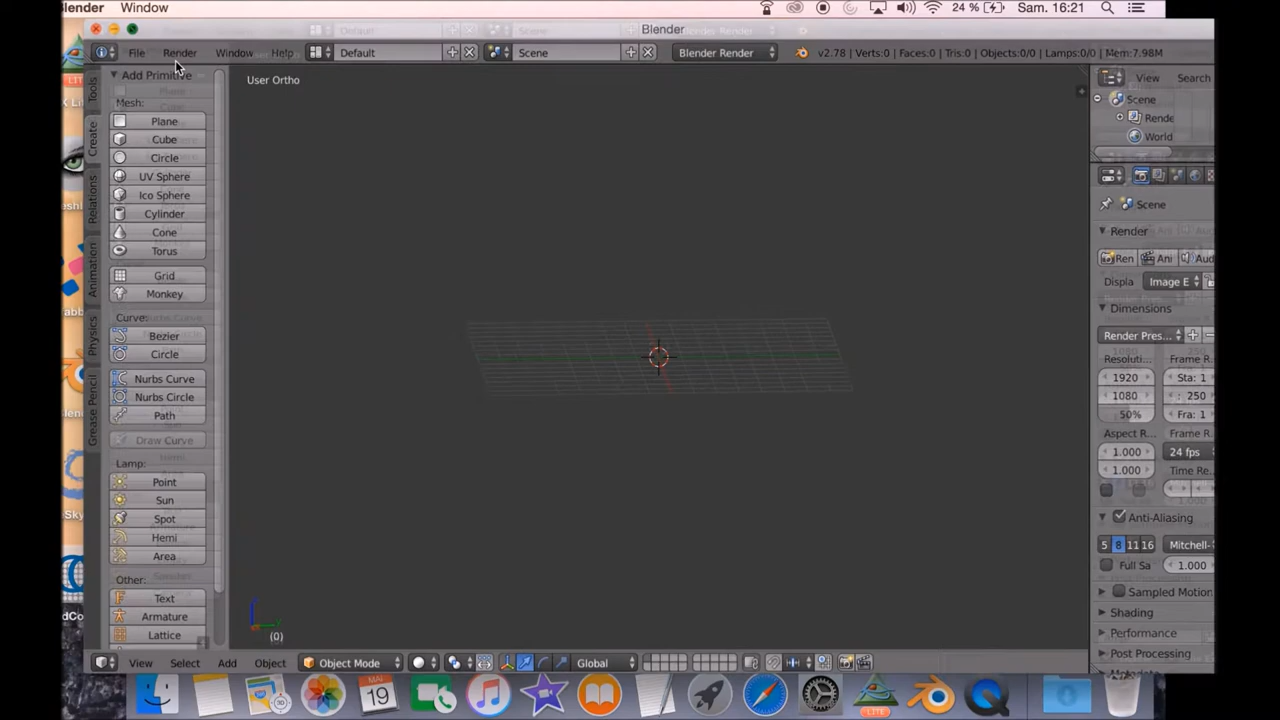 lender Window 24 % Sam. 16:21
Blender
File Render Window Help Default Scene Blender Render v2.78 | Verts:0 | Faces:0 | Tris:0 | Objects:0/0 | Lamps:0/0 | Mem:7.98M
Tools
Create
Relations
Animation
Physics
Grease Pencil
Add Primitive
Mesh:
Plane
Cube
Circle
UV Sphere
Ico Sphere
Cylinder
Cone
Torus
Grid
Monkey
Curve:
Bezier
Circle
Nurbs Curve
Nurbs Circle
Path
Draw Curve
Lamp:
Point
Sun
Spot
Hemi
Area
Other:
Text
Armature
Lattice
User Ortho
(0)
View Select Add Object Object Mode Global
View Search
Scene
Rende
World
Scene
Render
Ren Ani Aud
Displa Image E
Dimensions
Render Pres...
Resoluti Frame R
1920 Sta: 1
1080 : 250
50% Fra: 1
Aspect R... Frame R
1.000 24 fps
1.000 Time Re
Anti-Aliasing
5 8 11 16 Mitchell-
Full Sa 1.000
Sampled Motion
Shading
Performance
Post Processing
MAI
19
LITE